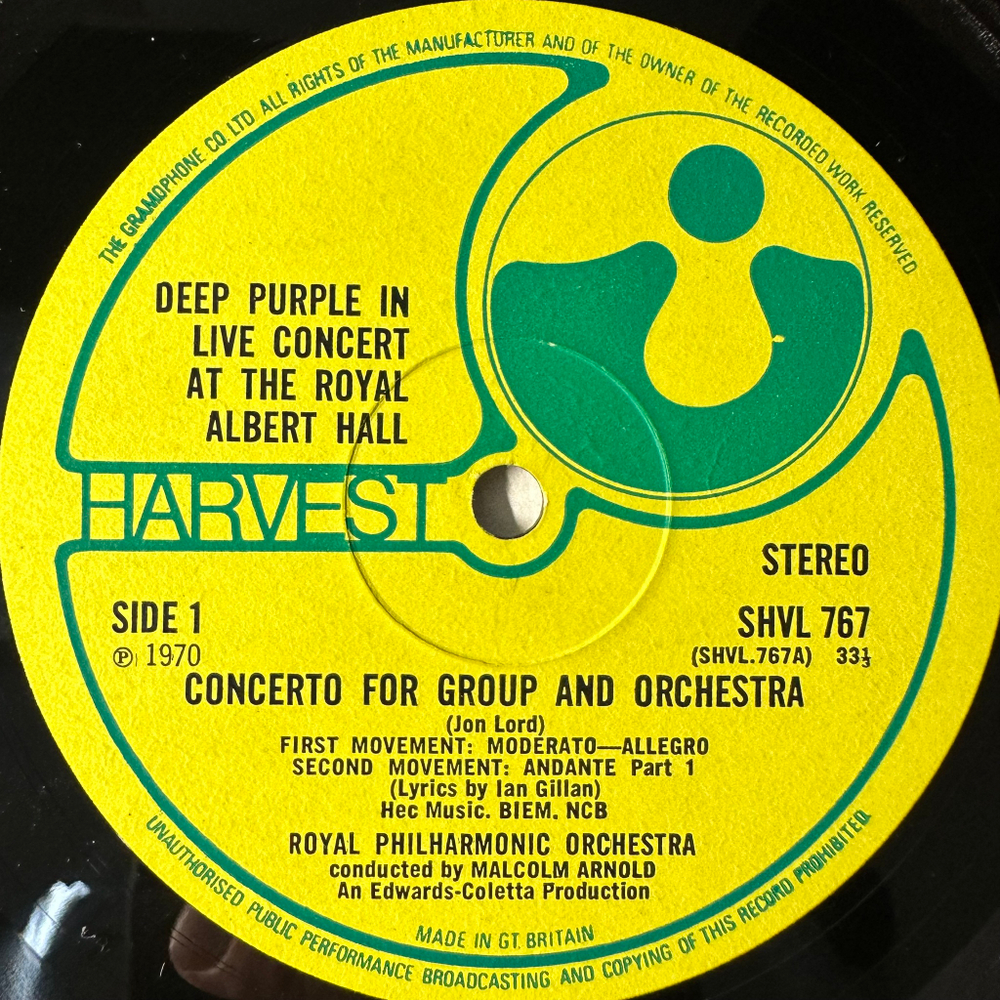 THE GRAMOPHONE CO. LTD ALL RIGHTS OF THE MANUFACTURER AND OF THE OWNER OF THE RECORDED WORK RESERVED
DEEP PURPLE IN
LIVE CONCERT
AT THE ROYAL
ALBERT HALL
HARVEST
STEREO
SIDE 1
SHVL 767
℗ 1970
(SHVL.767A) 33⅓
CONCERTO FOR GROUP AND ORCHESTRA
(Jon Lord)
FIRST MOVEMENT: MODERATO—ALLEGRO
SECOND MOVEMENT: ANDANTE Part 1
(Lyrics by Ian Gillan)
Hec Music. BIEM. NCB
ROYAL PHILHARMONIC ORCHESTRA
conducted by MALCOLM ARNOLD
An Edwards-Coletta Production
MADE IN GT. BRITAIN
UNAUTHORISED PUBLIC PERFORMANCE BROADCASTING AND COPYING OF THIS RECORD PROHIBITED